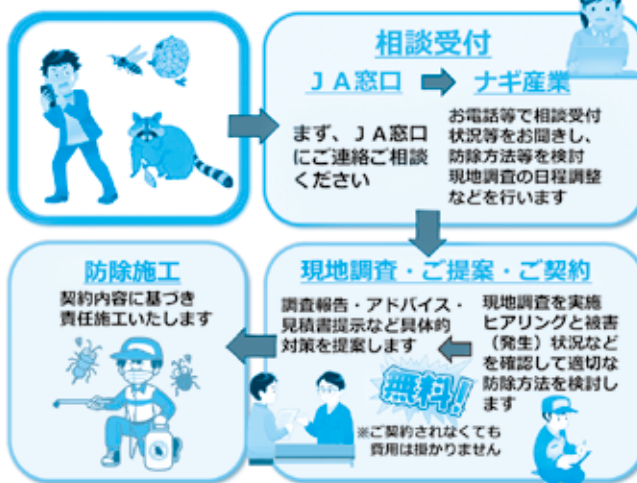 相談受付
JA窓口
ナギ産業
まず、JA窓口
にご連絡ご相談
ください
お電話等で相談受付
状況等をお聞きし、
防除方法等を検討
現地調査の日程調整
などを行います
現地調査・ご提案・ご契約
現地調査を実施
ヒアリングと被害
（発生）状況など
を確認して適切な
防除方法を検討し
ます
調査報告・アドバイス・
見積書提示など具体的
対策を提案します
無料！
※ご契約されなくても
費用は掛かりません
防除施工
契約内容に基づき
責任施工いたします